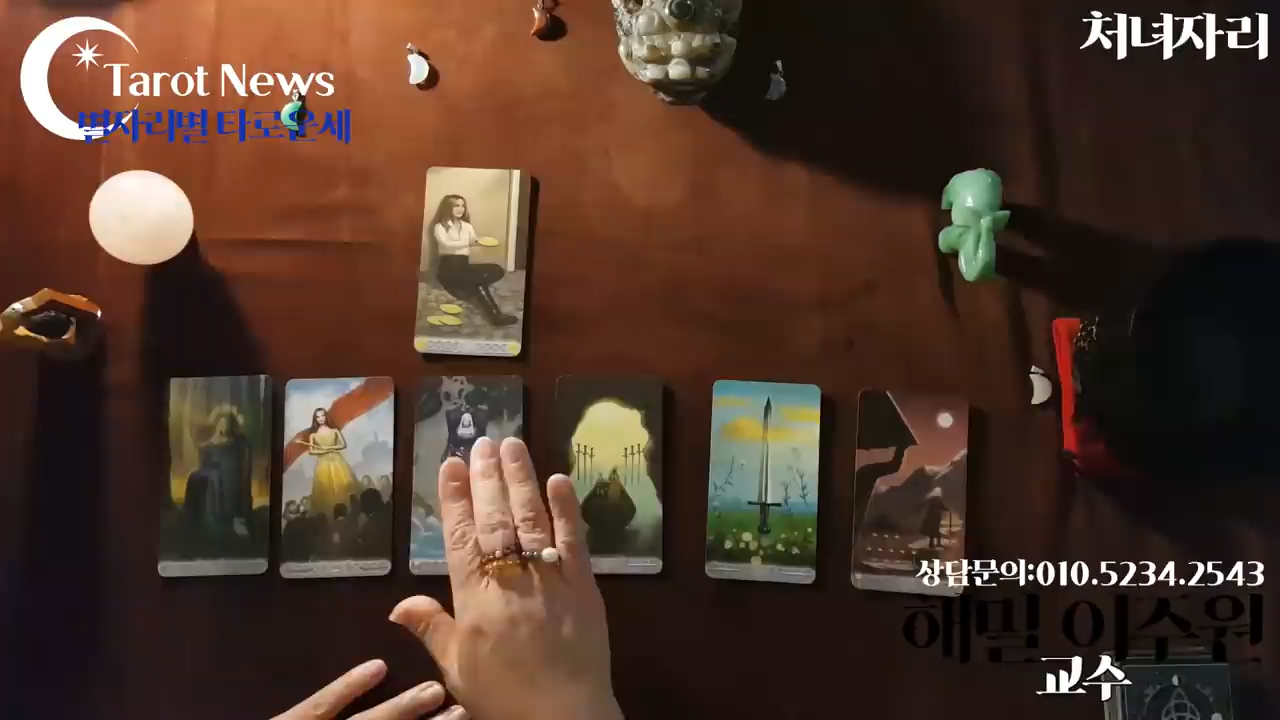 처녀자리
Tarot News
별자리별 타로운세
상담문의:010.5234.2543
해밀 이주원
교수